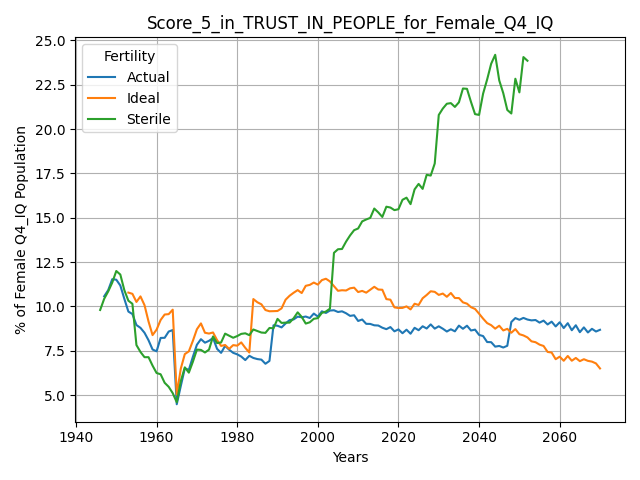 Score_5_in_TRUST_IN_PEOPLE_for_Female_Q4_IQ
Fertility
Actual
Ideal
Sterile
% of Female Q4_IQ Population
25.0
22.5
20.0
17.5
15.0
12.5
10.0
7.5
5.0
1940 1960 1980 2000 2020 2040 2060
Years